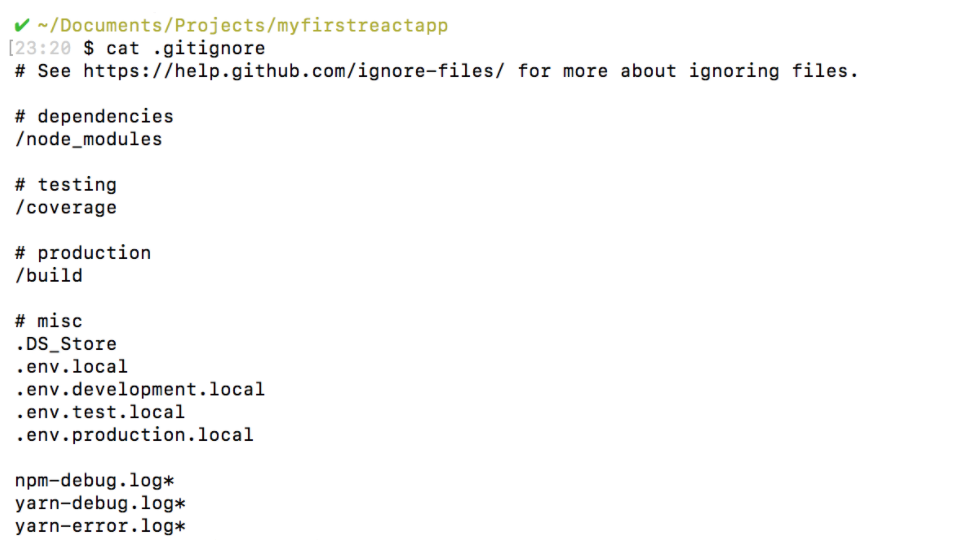 ✔ ~/Documents/Projects/myfirstreactapp
[23:20 $ cat .gitignore
# See https://help.github.com/ignore-files/ for more about ignoring files.

# dependencies
/node_modules

# testing
/coverage

# production
/build

# misc
.DS_Store
.env.local
.env.development.local
.env.test.local
.env.production.local

npm-debug.log*
yarn-debug.log*
yarn-error.log*